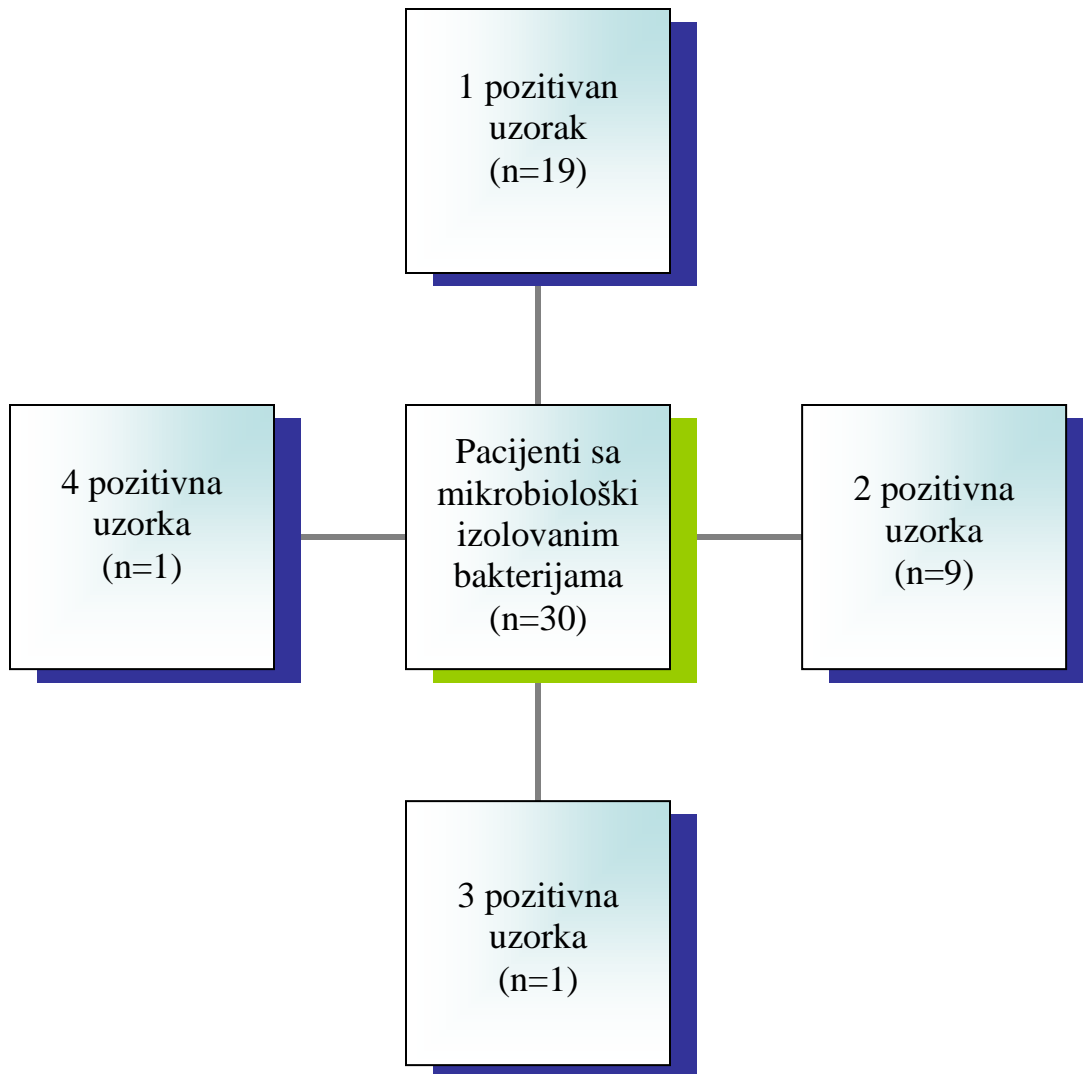 1 pozitivan
uzorak
(n=19)
4 pozitivna
uzorka
(n=1)
Pacijenti sa
mikrobiološki
izolovanim
bakterijama
(n=30)
2 pozitivna
uzorka
(n=9)
3 pozitivna
uzorka
(n=1)